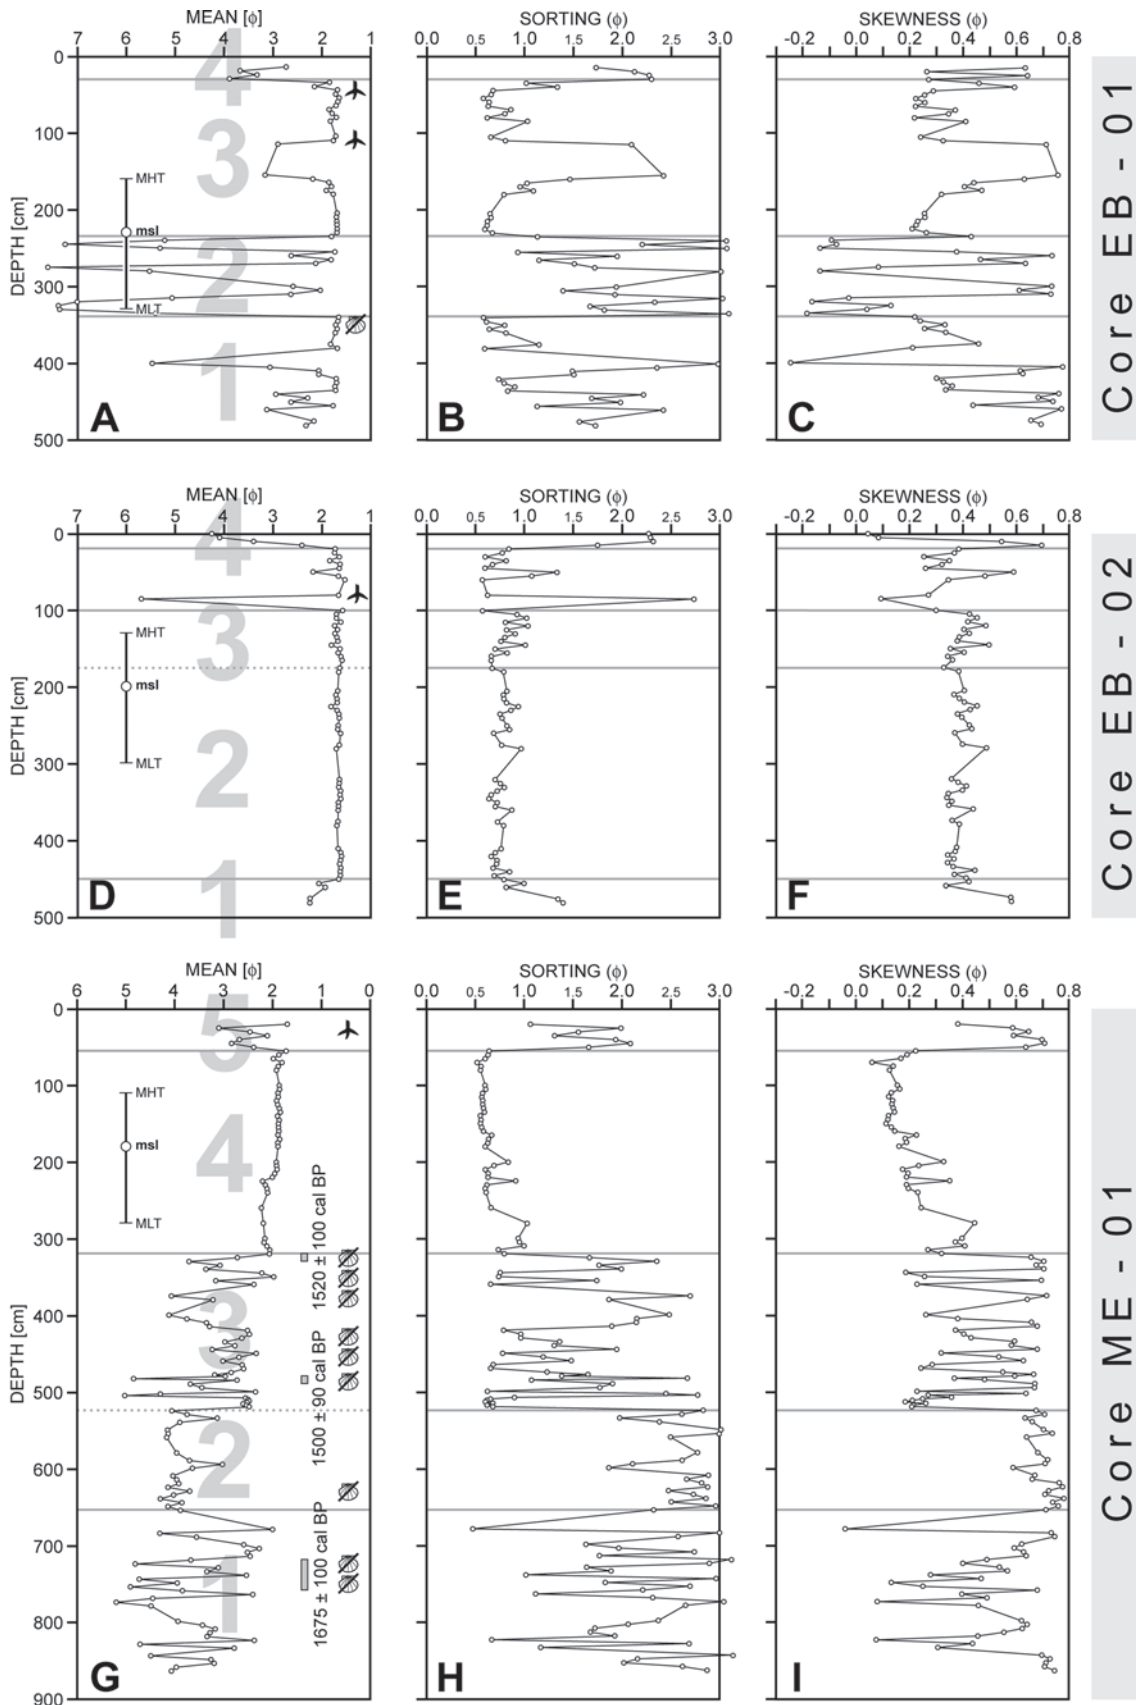 MEAN [ϕ] SORTING (ϕ) SKEWNESS (ϕ)
7 6 5 4 3 2 1 0.0 0.5 1.0 1.5 2.0 2.5 3.0 -0.2 0.0 0.2 0.4 0.6 0.8
DEPTH [cm]
0
100
200
300
400
500
4
3
2
1
MHT
msl
MLT
A B C
Core EB - 01
MEAN [ϕ] SORTING (ϕ) SKEWNESS (ϕ)
7 6 5 4 3 2 1 0.0 0.5 1.0 1.5 2.0 2.5 3.0 -0.2 0.0 0.2 0.4 0.6 0.8
DEPTH [cm]
0
100
200
300
400
500
4
3
2
1
MHT
msl
MLT
D E F
Core EB - 02
MEAN [ϕ] SORTING (ϕ) SKEWNESS (ϕ)
6 5 4 3 2 1 0 0.0 0.5 1.0 1.5 2.0 2.5 3.0 -0.2 0.0 0.2 0.4 0.6 0.8
DEPTH [cm]
0
100
200
300
400
500
600
700
800
900
5
4
3
2
1
MHT
msl
MLT
1520 ± 100 cal BP
1500 ± 90 cal BP
1675 ± 100 cal BP
G H I
Core ME - 01